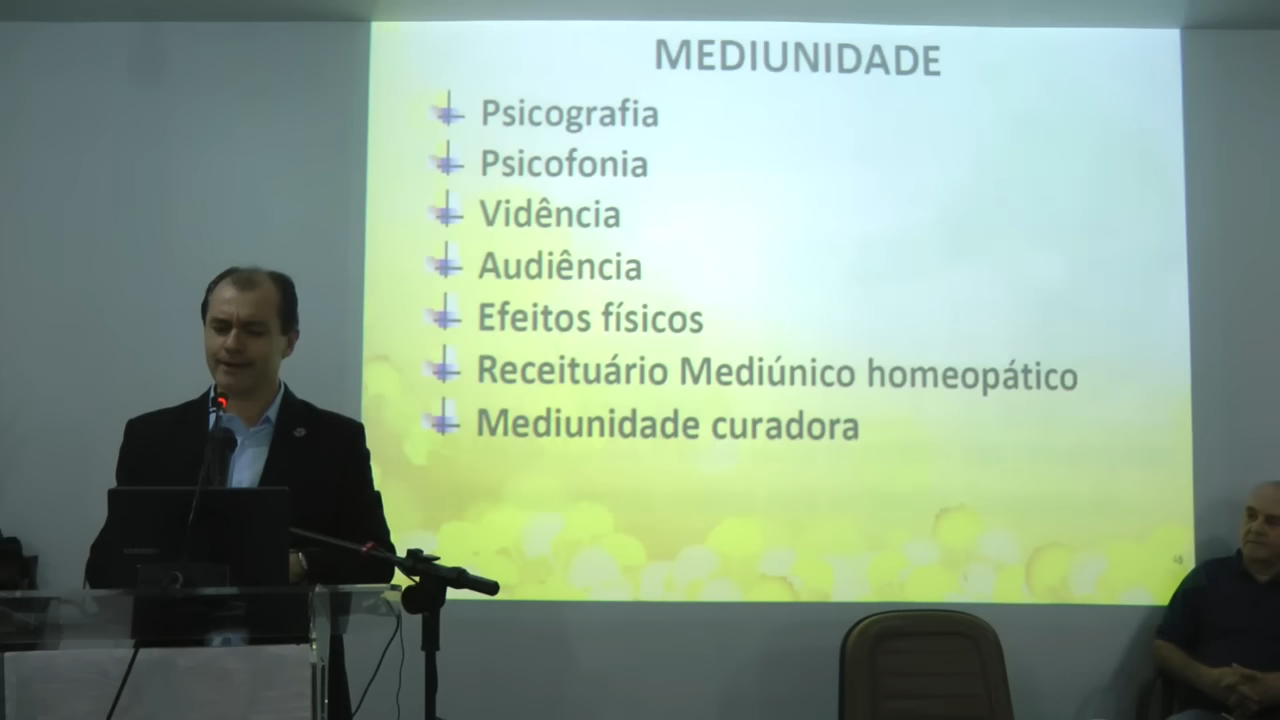 MEDIUNIDADE
Psicografia
Psicofonia
Vidência
Audiência
Efeitos físicos
Receituário Mediúnico homeopático
Mediunidade curadora